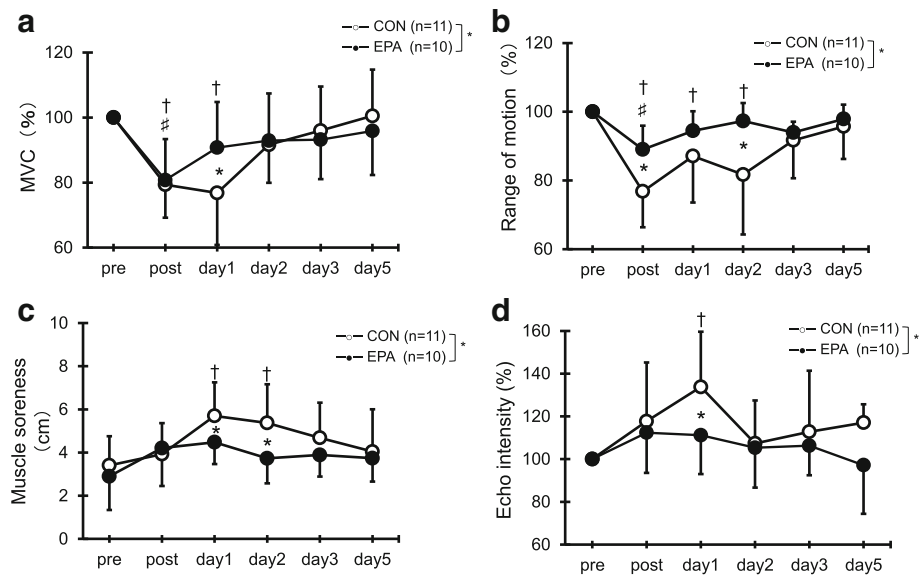 a
CON (n=11)
EPA (n=10)
*
MVC (%)
120
100
80
60
†
♯
†
*
pre post day1 day2 day3 day5
b
CON (n=11)
EPA (n=10)
*
Range of motion (%)
120
100
80
60
†
♯
†
†
*
*
pre post day1 day2 day3 day5
c
CON (n=11)
EPA (n=10)
*
Muscle soreness
(cm)
10
8
6
4
2
0
†
†
*
*
pre post day1 day2 day3 day5
d
CON (n=11)
EPA (n=10)
*
Echo intensity (%)
160
140
120
100
80
60
†
*
pre post day1 day2 day3 day5